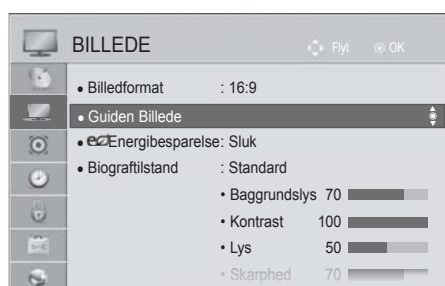 BILLEDE Flyt OK
• Billedformat : 16:9
• Guiden Billede
• eco Energibesparelse: Sluk
• Biograftilstand : Standard
• Baggrundslys 70
• Kontrast 100
• Lys 50
• Skarphed 70